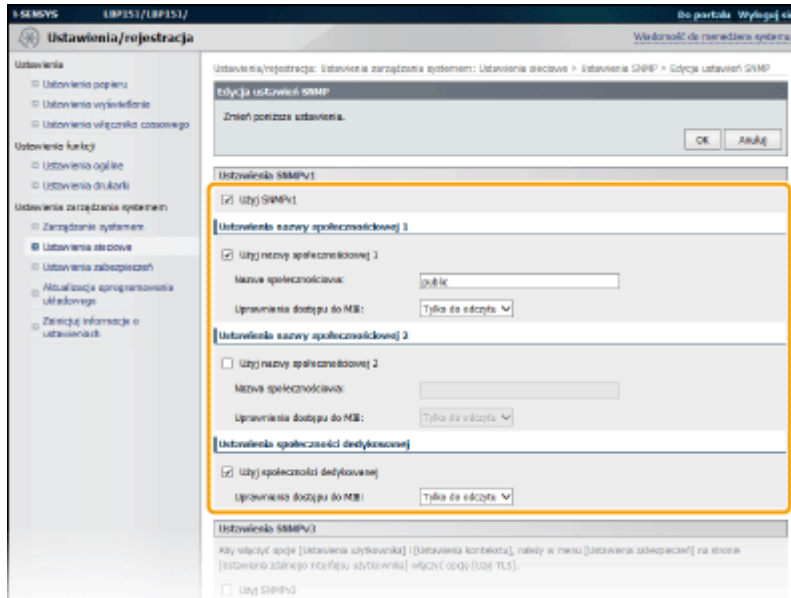 i-SENSYS LBP151/LBP151/ Do portalu Wyloguj si
Ustawienia/rejestracja Wiadomość do menedżera systemu
Ustawienia
Ustawienia papieru
Ustawienia wyświetlania
Ustawienia włącznika czasowego
Ustawienia funkcji
Ustawienia ogólne
Ustawienia drukarki
Ustawienia zarządzania systemem
Zarządzanie systemem
Ustawienia sieciowe
Ustawienia zabezpieczeń
Aktualizacja oprogramowania
układowego
Zainicjuj informacje o
ustawieniach
Ustawienia/rejestracja: Ustawienia zarządzania systemem: Ustawienia sieciowe > Ustawienia SNMP > Edycja ustawień SNMP
Edycja ustawień SNMP
Zmień poniższe ustawienia.
OK Anuluj
Ustawienia SNMPv1
Użyj SNMPv1
Ustawienia nazwy społecznościowej 1
Użyj nazwy społecznościowej 1
Nazwa społecznościowa: public
Uprawnienia dostępu do MIB: Tylko do odczytu
Ustawienia nazwy społecznościowej 2
Użyj nazwy społecznościowej 2
Nazwa społecznościowa:
Uprawnienia dostępu do MIB: Tylko do odczytu
Ustawienia społeczności dedykowanej
Użyj społeczności dedykowanej
Uprawnienia dostępu do MIB: Tylko do odczytu
Ustawienia SNMPv3
Aby włączyć opcje [Ustawienia użytkownika] i [Ustawienia kontekstu], należy w menu [Ustawienia zabezpieczeń] na stronie
[Ustawienia zdalnego interfejsu użytkownika] włączyć opcję [Użyj TLS].
Użyj SNMPv3